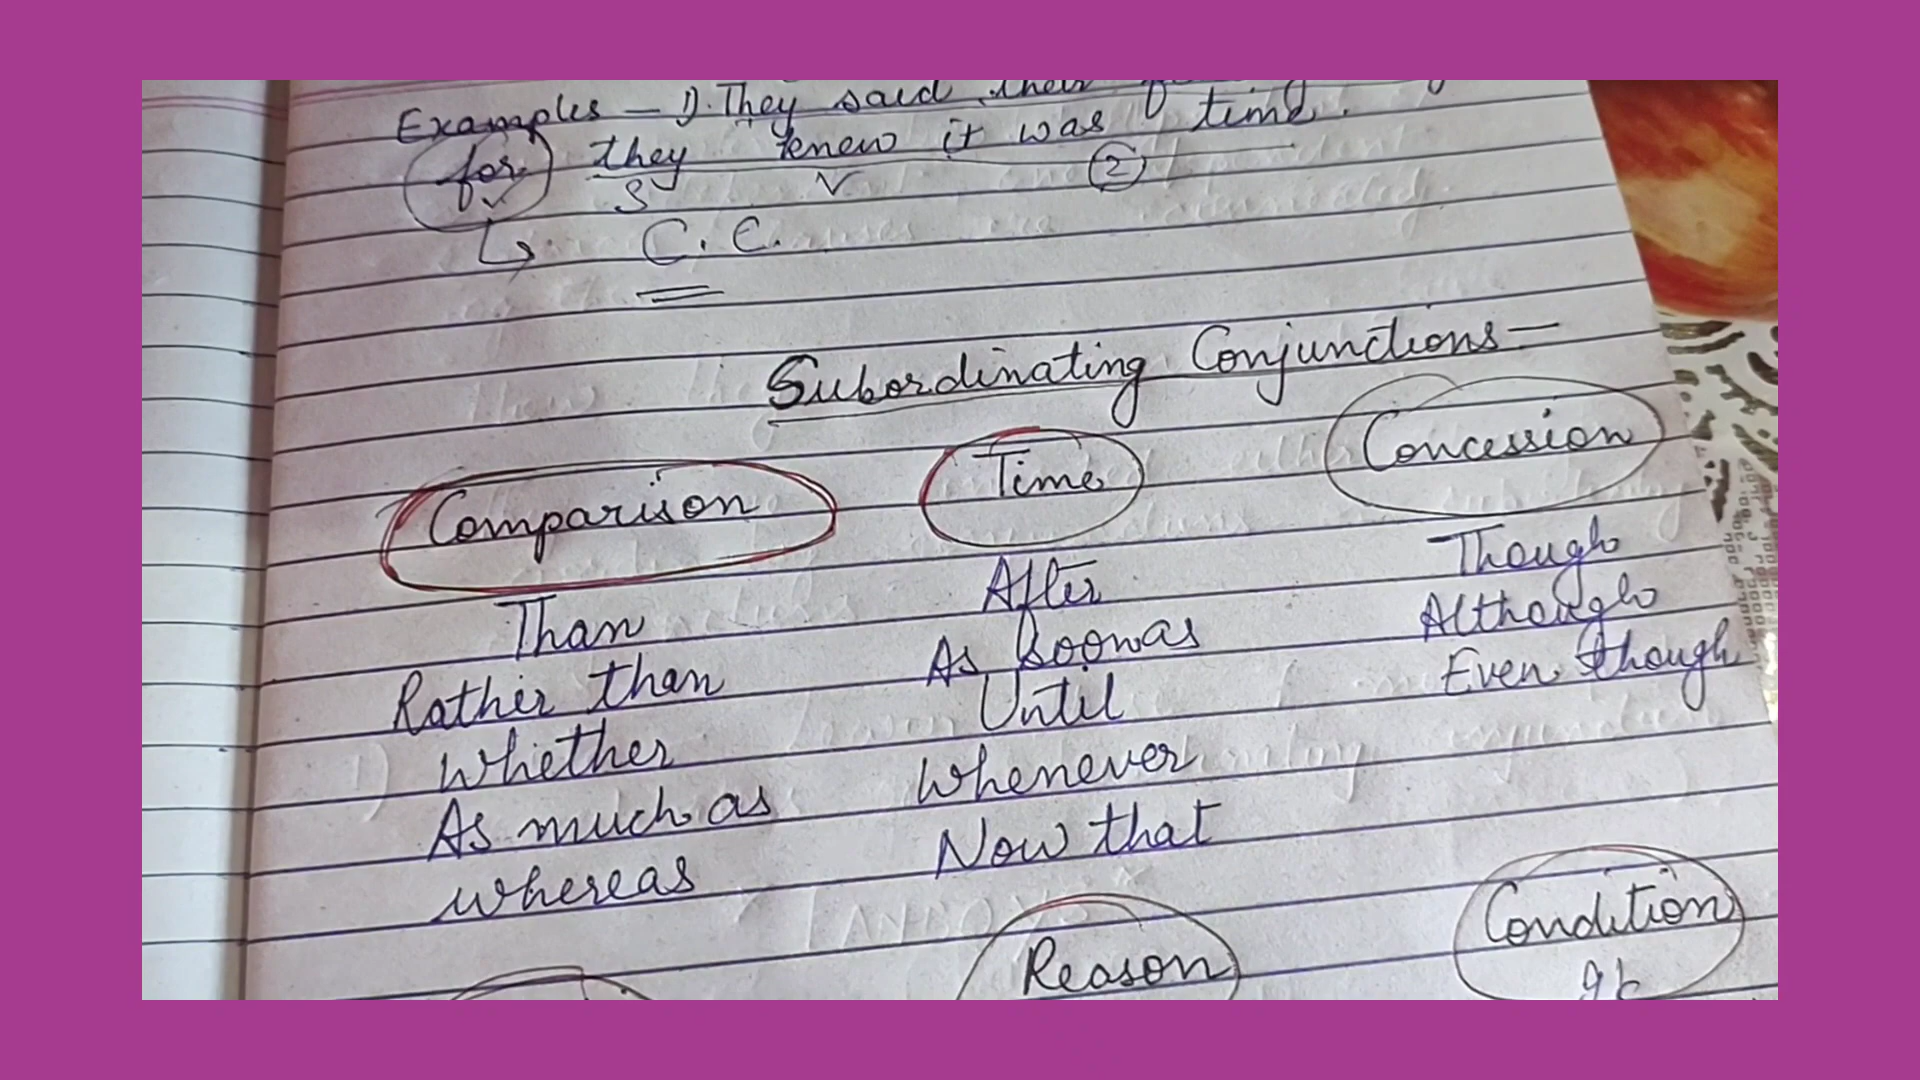 Examples — 1). They said their
for they knew it was time.
S V 2
C. C.
Subordinating Conjunctions —
Comparison Time Concession
Than After Though
Rather than As soon as Although
Whether Until Even though
As much as Whenever
whereas Now that
Reason Condition
If